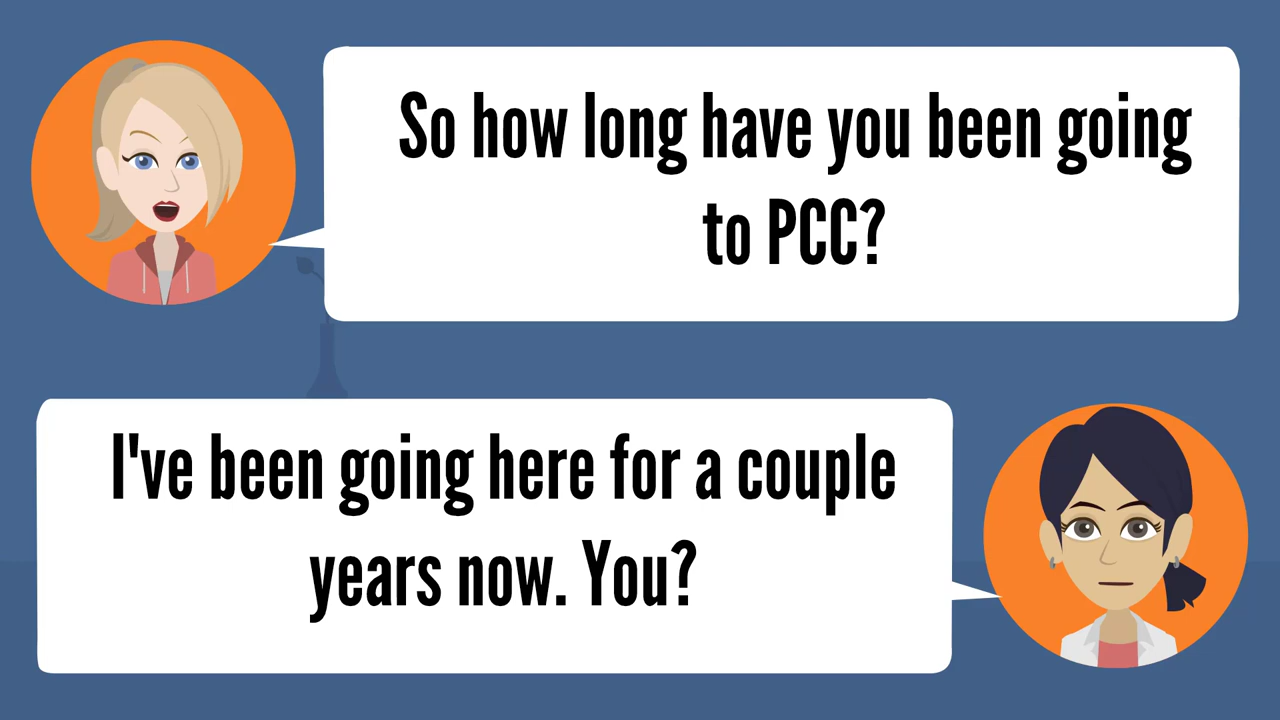 So how long have you been going
to PCC?
I've been going here for a couple
years now. You?